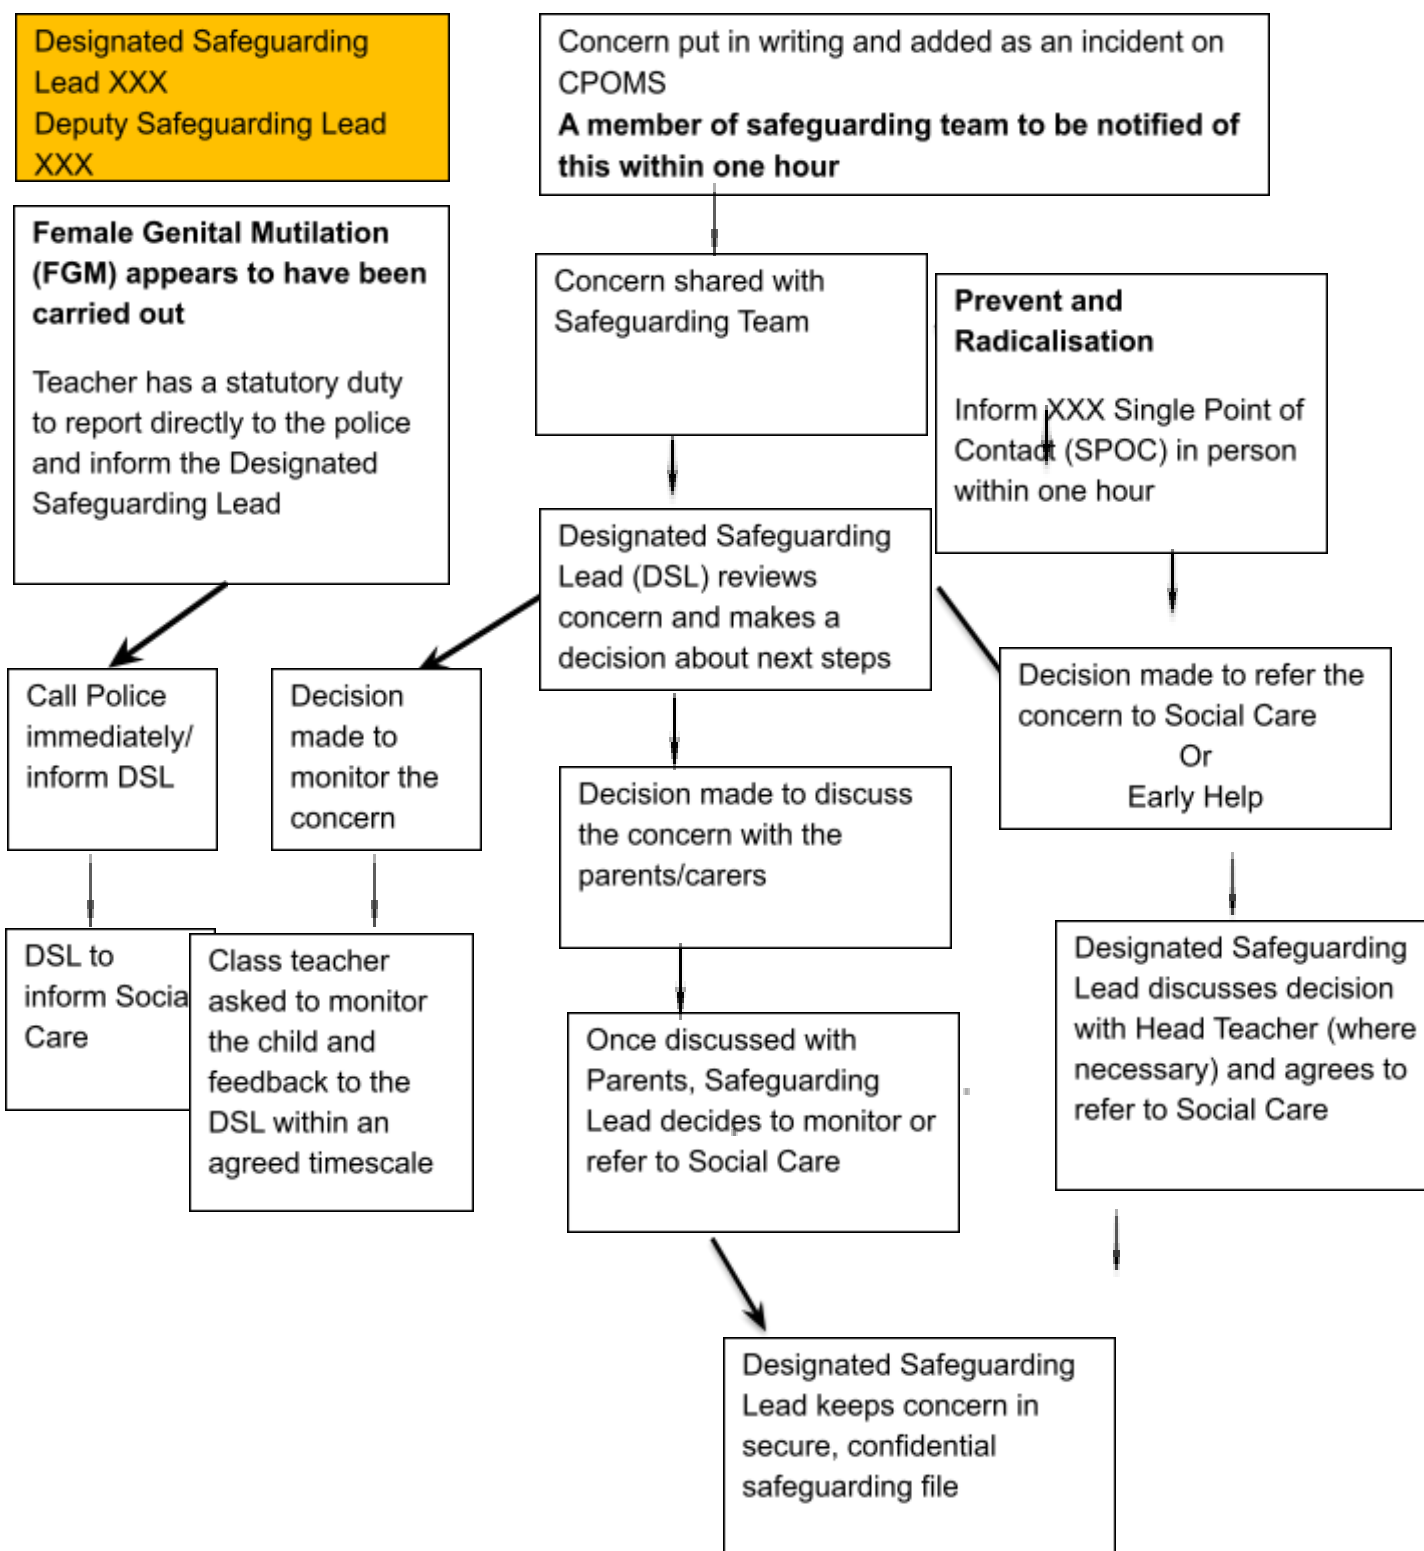 Designated Safeguarding
Lead XXX
Deputy Safeguarding Lead
XXX
Concern put in writing and added as an incident on
CPOMS
A member of safeguarding team to be notified of
this within one hour
Female Genital Mutilation
(FGM) appears to have been
carried out
Teacher has a statutory duty
to report directly to the police
and inform the Designated
Safeguarding Lead
Concern shared with
Safeguarding Team
Prevent and
Radicalisation
Inform XXX Single Point of
Contact (SPOC) in person
within one hour
Designated Safeguarding
Lead (DSL) reviews
concern and makes a
decision about next steps
Call Police
immediately/
inform DSL
Decision
made to
monitor the
concern
Decision made to discuss
the concern with the
parents/carers
Decision made to refer the
concern to Social Care
Or
Early Help
DSL to
inform Socia
Care
Class teacher
asked to monitor
the child and
feedback to the
DSL within an
agreed timescale
Once discussed with
Parents, Safeguarding
Lead decides to monitor or
refer to Social Care
Designated Safeguarding
Lead discusses decision
with Head Teacher (where
necessary) and agrees to
refer to Social Care
Designated Safeguarding
Lead keeps concern in
secure, confidential
safeguarding file